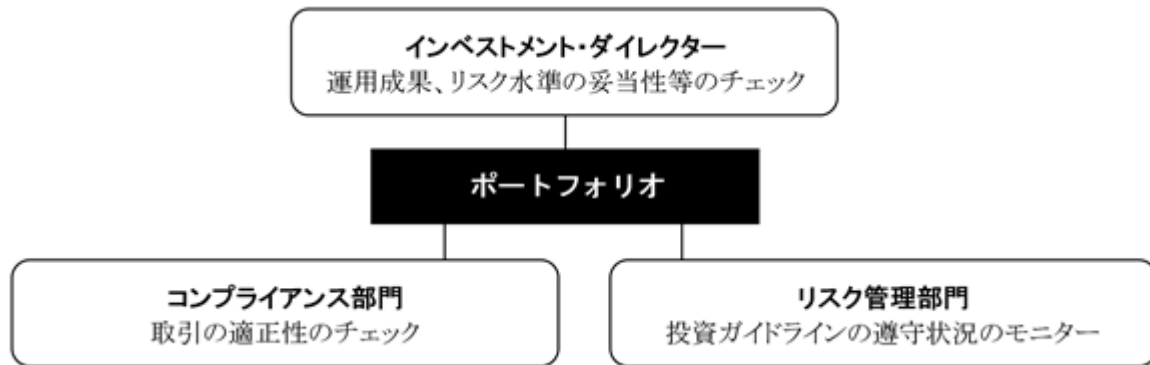 インベストメント・ダイレクター
運用成果、リスク水準の妥当性等のチェック
ポートフォリオ
コンプライアンス部門
取引の適正性のチェック
リスク管理部門
投資ガイドラインの遵守状況のモニター